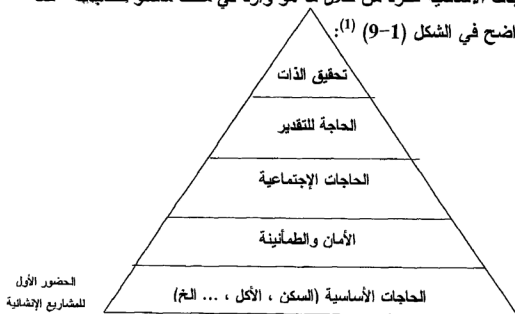 واضح في الشكل (1-9) (1):
تحقيق الذات
الحاجة للتقدير
الحاجات الإجتماعية
الأمان والطمأنينة
الحاجات الأساسية (السكن ، الأكل ، ... الخ)
الحضور الأول
للمشاريع الإنشائية